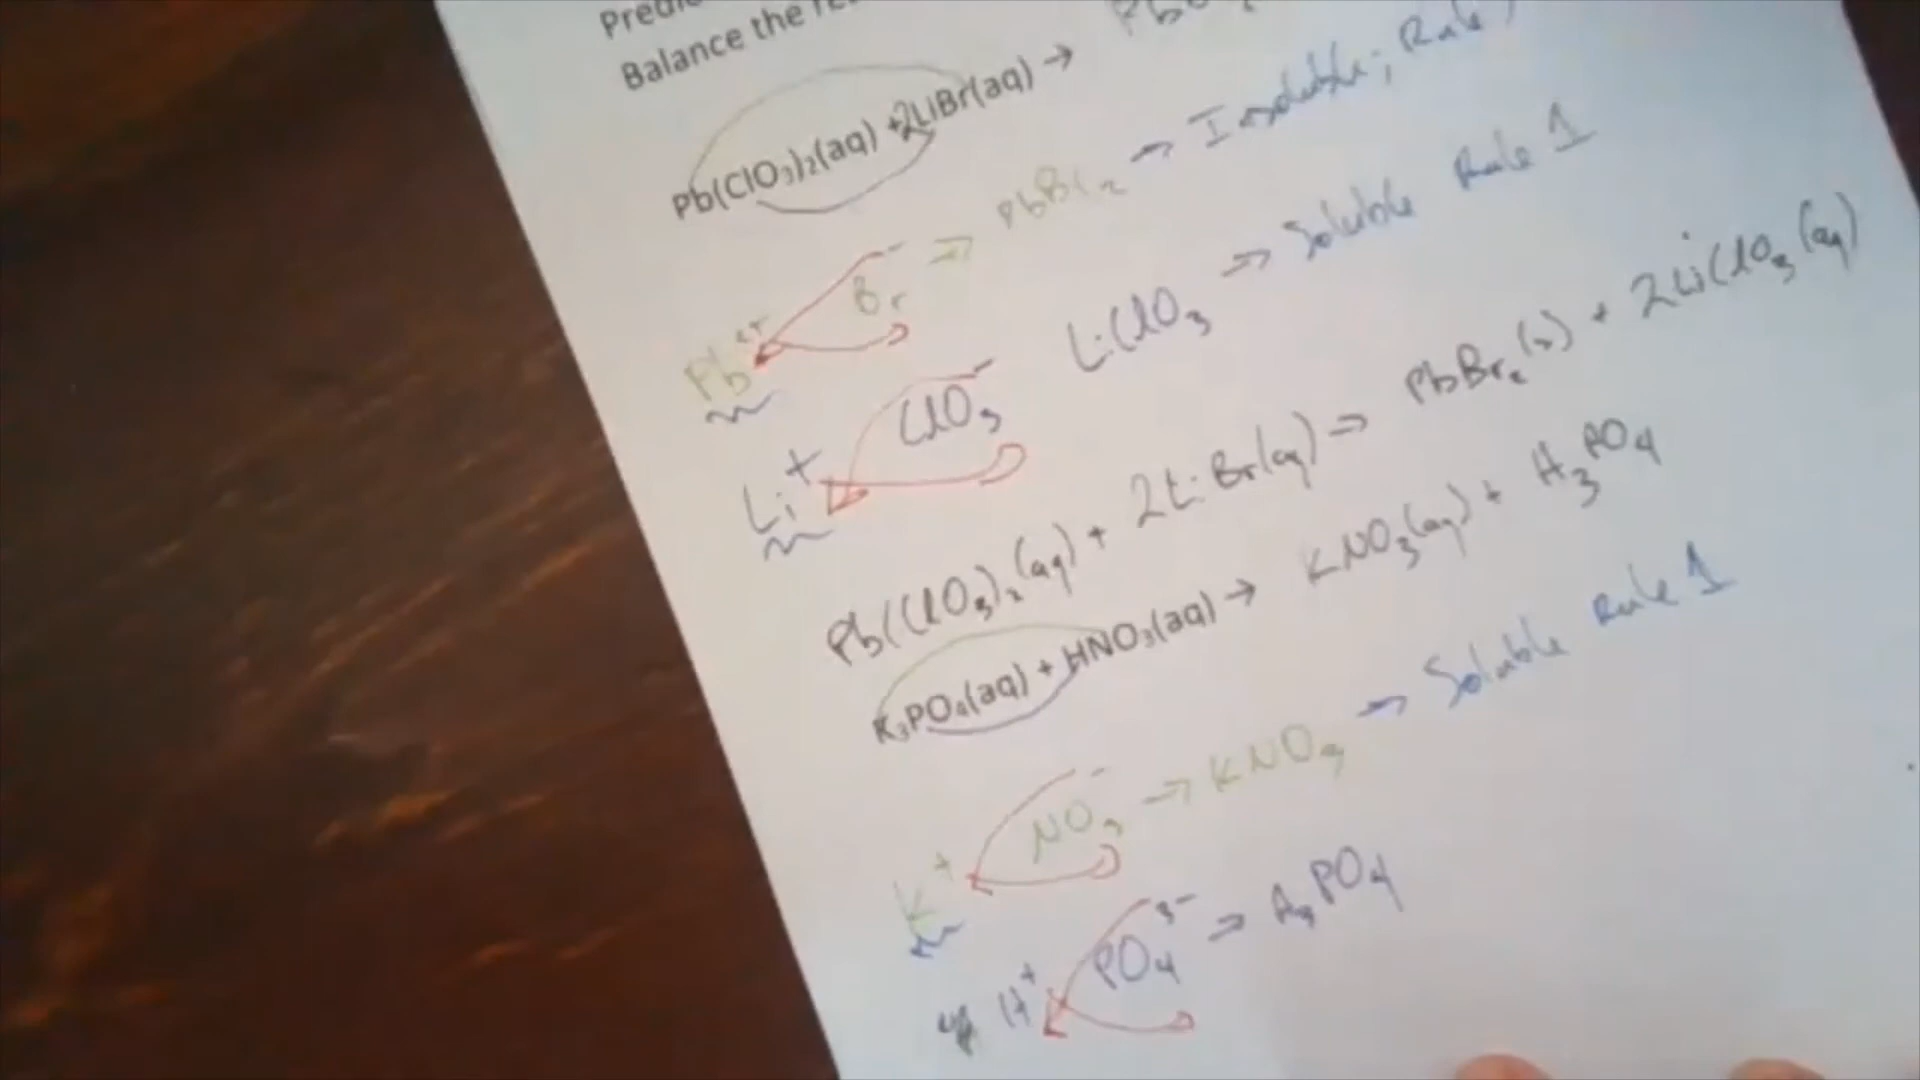 Balance the
Pb(ClO₃)₂(aq) + 2LiBr(aq) →
Pb²⁺ Br⁻ → PbBr₂ → Insoluble; Rule
Li⁺ ClO₃⁻ LiClO₃ → Soluble Rule 1
Pb(ClO₃)₂(aq) + 2LiBr(aq) → PbBr₂(s) + 2LiClO₃(aq)
K₃PO₄(aq) + HNO₃(aq) → KNO₃(aq) + H₃PO₄
K⁺ NO₃⁻ → KNO₃ → Soluble Rule 1
H⁺ PO₄³⁻ → H₃PO₄